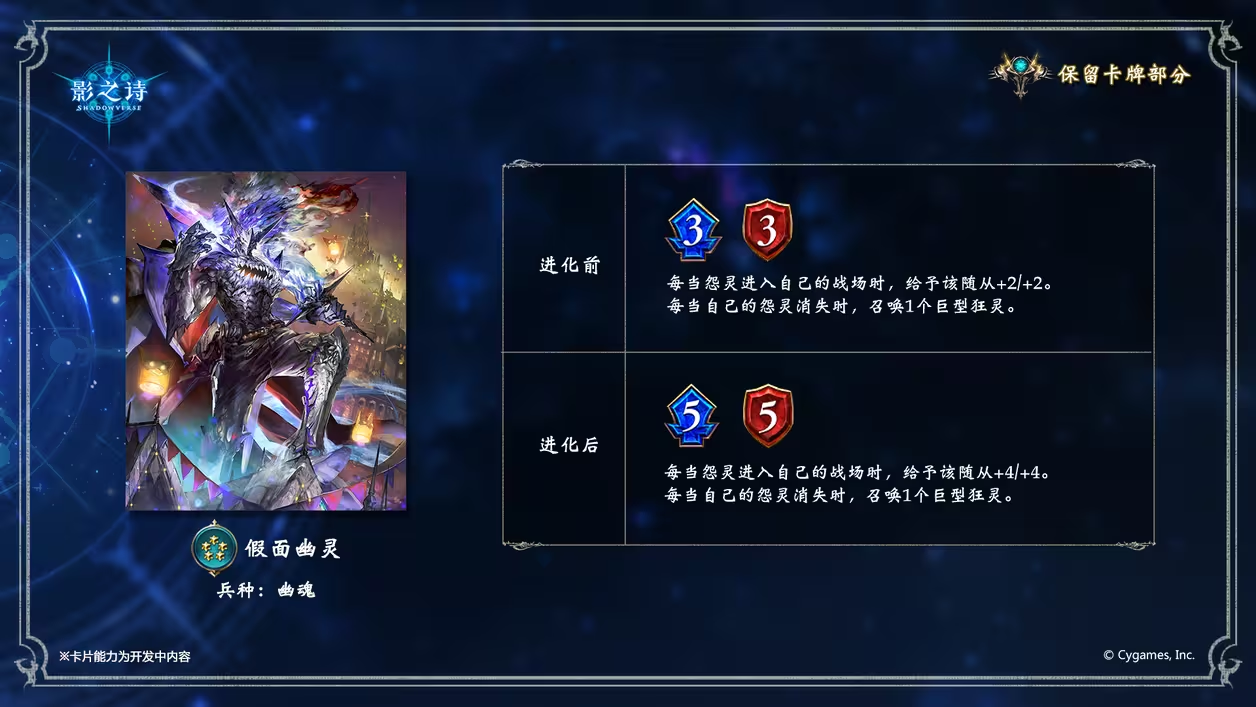 影之诗
SHADOWVERSE
保留卡牌部分
进化前
3 3
每当怨灵进入自己的战场时，给予该随从+2/+2。
每当自己的怨灵消失时，召唤1个巨型狂灵。
进化后
5 5
每当怨灵进入自己的战场时，给予该随从+4/+4。
每当自己的怨灵消失时，召唤1个巨型狂灵。
假面幽灵
兵种：幽魂
※卡片能力为开发中内容
© Cygames, Inc.